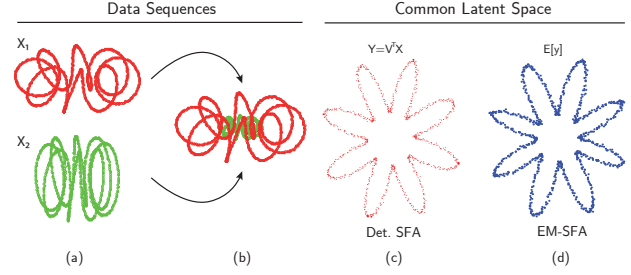 Data Sequences
Common Latent Space
X₁
X₂
Y=VᵀX
E[y]
Det. SFA
EM-SFA
(a)
(b)
(c)
(d)